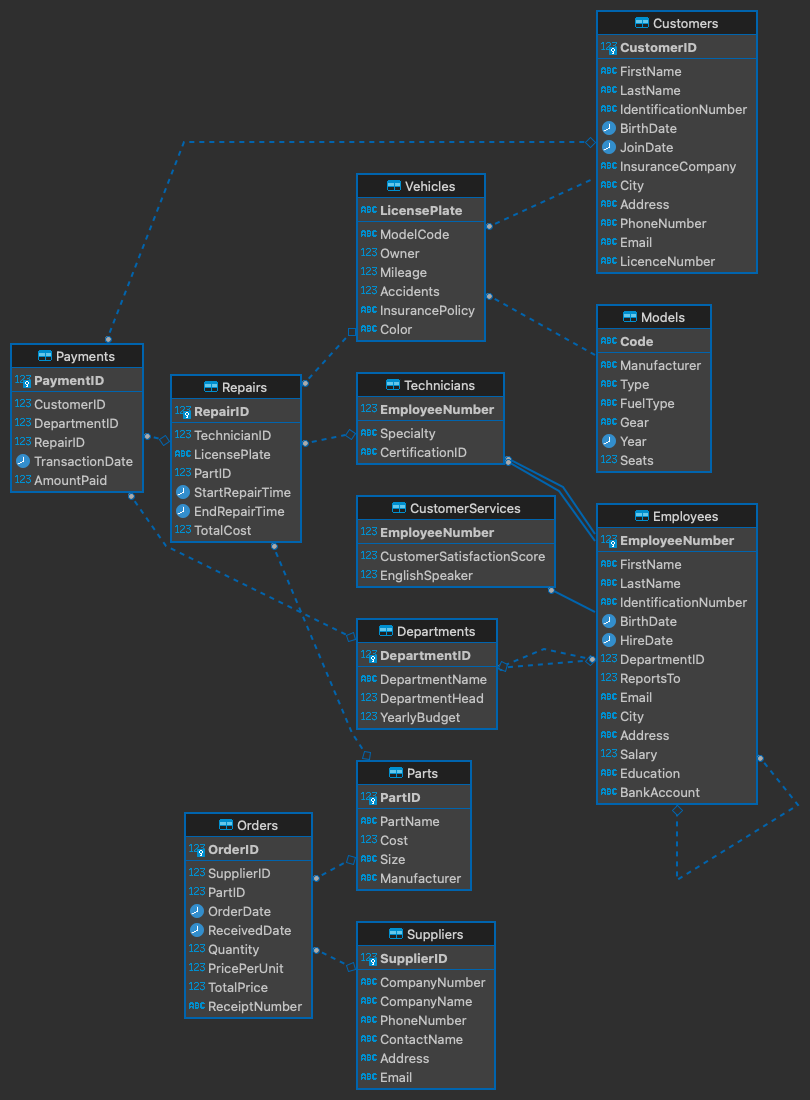 Customers
123 CustomerID
ABC FirstName
ABC LastName
ABC IdentificationNumber
BirthDate
JoinDate
ABC InsuranceCompany
ABC City
ABC Address
ABC PhoneNumber
ABC Email
ABC LicenceNumber
Vehicles
ABC LicensePlate
ABC ModelCode
123 Owner
123 Mileage
123 Accidents
ABC InsurancePolicy
ABC Color
Models
ABC Code
ABC Manufacturer
ABC Type
ABC FuelType
ABC Gear
Year
123 Seats
Payments
123 PaymentID
123 CustomerID
123 DepartmentID
123 RepairID
TransactionDate
123 AmountPaid
Repairs
123 RepairID
123 TechnicianID
ABC LicensePlate
123 PartID
StartRepairTime
EndRepairTime
123 TotalCost
Technicians
123 EmployeeNumber
ABC Specialty
ABC CertificationID
CustomerServices
123 EmployeeNumber
123 CustomerSatisfactionScore
123 EnglishSpeaker
Employees
123 EmployeeNumber
ABC FirstName
ABC LastName
ABC IdentificationNumber
BirthDate
HireDate
123 DepartmentID
123 ReportsTo
ABC Email
ABC City
ABC Address
123 Salary
ABC Education
ABC BankAccount
Departments
123 DepartmentID
ABC DepartmentName
123 DepartmentHead
123 YearlyBudget
Parts
123 PartID
ABC PartName
123 Cost
ABC Size
ABC Manufacturer
Orders
123 OrderID
123 SupplierID
123 PartID
OrderDate
ReceivedDate
123 Quantity
123 PricePerUnit
123 TotalPrice
ABC ReceiptNumber
Suppliers
123 SupplierID
ABC CompanyNumber
ABC CompanyName
ABC PhoneNumber
ABC ContactName
ABC Address
ABC Email